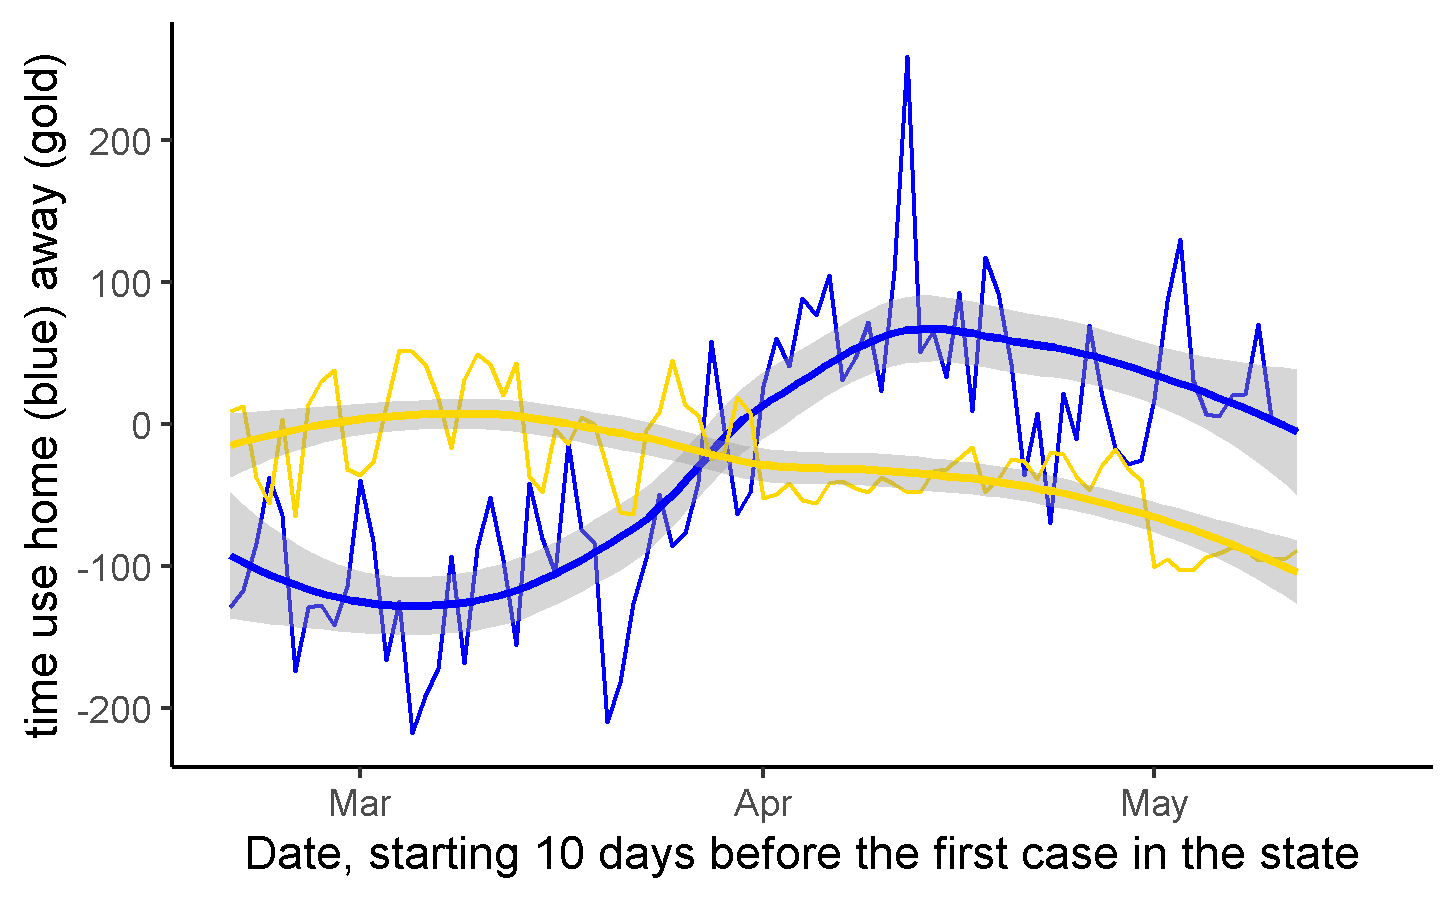 time use home (blue) away (gold)
200
100
0
-100
-200
Mar Apr May
Date, starting 10 days before the first case in the state